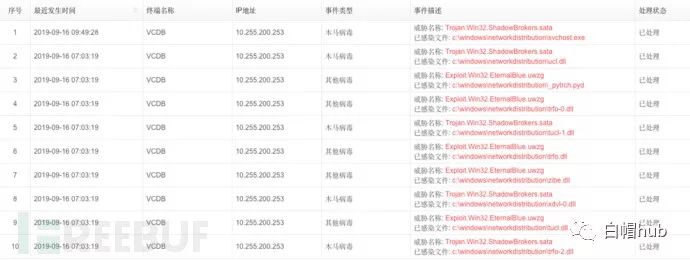 序号 最近发生时间 终端名称 IP地址 事件类型 事件描述 处理状态
1 2019-09-16 09:49:28 VCDB 10.255.200.253 木马病毒 威胁名称: Trojan.Win32.ShadowBrokers.sata 已处理
已感染文件: c:\windows\networkdistribution\svchost.exe
2 2019-09-16 07:03:19 VCDB 10.255.200.253 木马病毒 威胁名称: Trojan.Win32.ShadowBrokers.sata 已处理
已感染文件: c:\windows\networkdistribution\ucl.dll
3 2019-09-16 07:03:19 VCDB 10.255.200.253 其他病毒 威胁名称: Exploit.Win32.EternalBlue.uwzg 已处理
已感染文件: c:\windows\networkdistribution\_pytrch.pyd
4 2019-09-16 07:03:19 VCDB 10.255.200.253 其他病毒 威胁名称: Exploit.Win32.EternalBlue.uwzg 已处理
已感染文件: c:\windows\networkdistribution\trfo-0.dll
5 2019-09-16 07:03:19 VCDB 10.255.200.253 木马病毒 威胁名称: Trojan.Win32.ShadowBrokers.sata 已处理
已感染文件: c:\windows\networkdistribution\tucl-1.dll
6 2019-09-16 07:03:19 VCDB 10.255.200.253 其他病毒 威胁名称: Exploit.Win32.EternalBlue.uwzg 已处理
已感染文件: c:\windows\networkdistribution\trfo.dll
7 2019-09-16 07:03:19 VCDB 10.255.200.253 其他病毒 威胁名称: Exploit.Win32.EternalBlue.uwzg 已处理
已感染文件: c:\windows\networkdistribution\zibe.dll
8 2019-09-16 07:03:19 VCDB 10.255.200.253 木马病毒 威胁名称: Trojan.Win32.ShadowBrokers.sata 已处理
已感染文件: c:\windows\networkdistribution\xdvl-0.dll
9 2019-09-16 07:03:19 VCDB 10.255.200.253 其他病毒 威胁名称: Exploit.Win32.EternalBlue.uwzg 已处理
已感染文件: c:\windows\networkdistribution\tucl.dll
10 2019-09-16 07:03:19 VCDB 10.255.200.253 木马病毒 威胁名称: Trojan.Win32.ShadowBrokers.sata 已处理
已感染文件: c:\windows\networkdistribution\trfo-2.dll
REEBUF
白帽hub